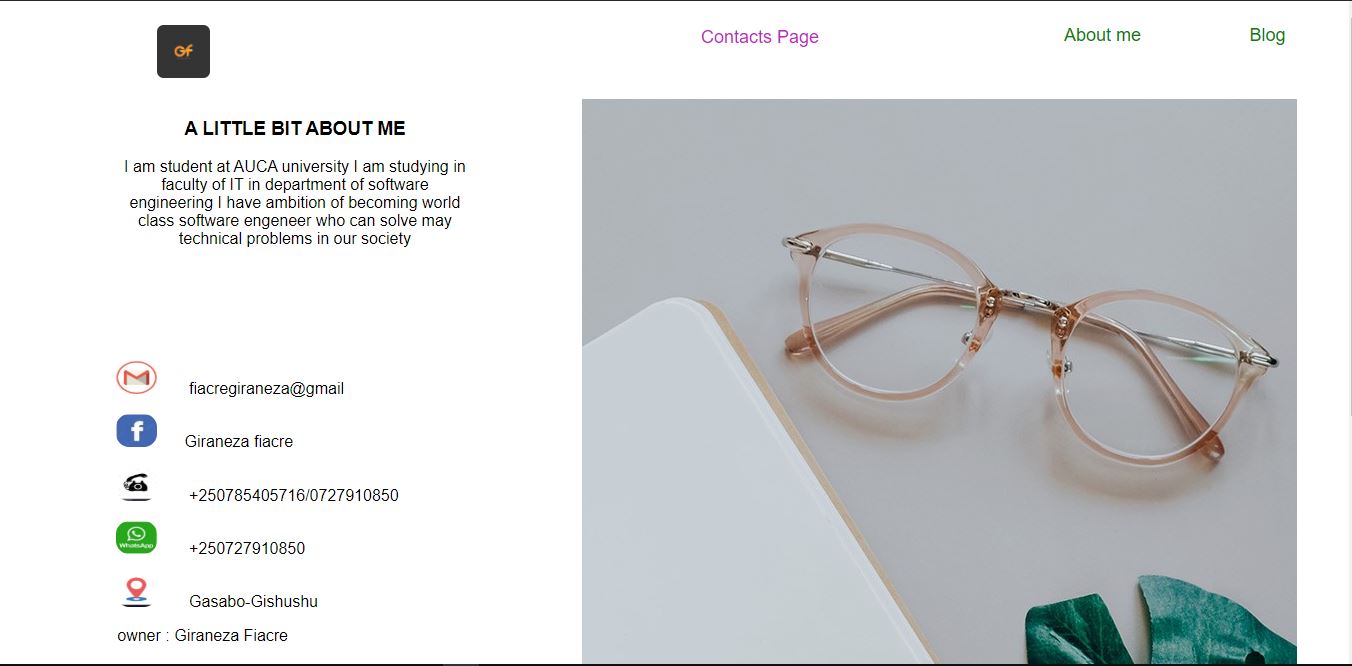 GF
Contacts Page
About me
Blog
A LITTLE BIT ABOUT ME
I am student at AUCA university I am studying in
faculty of IT in department of software
engineering I have ambition of becoming world
class software engeneer who can solve may
technical problems in our society
fiacregiraneza@gmail
Giraneza fiacre
+250785405716/0727910850
WhatsApp
+250727910850
Gasabo-Gishushu
owner : Giraneza Fiacre